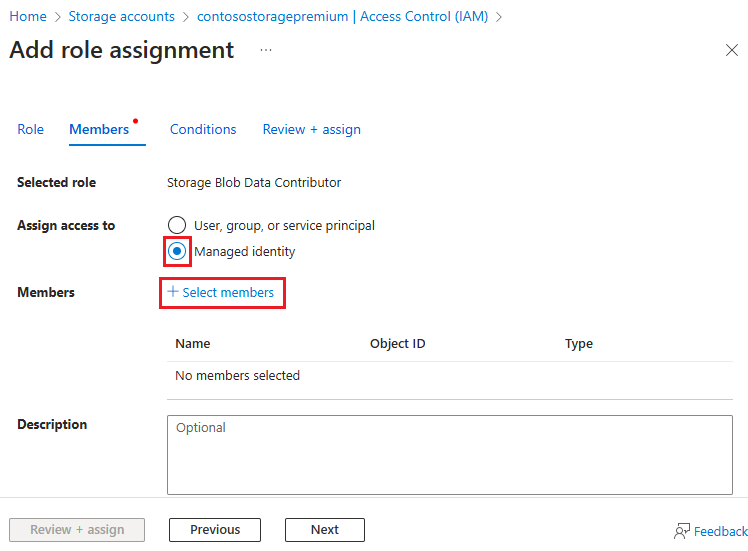 Home > Storage accounts > contosostoragepremium | Access Control (IAM) >
Add role assignment ...
Role Members Conditions Review + assign
Selected role Storage Blob Data Contributor
Assign access to User, group, or service principal
Managed identity
Members + Select members
Name Object ID Type
No members selected
Description Optional
Review + assign Previous Next Feedback